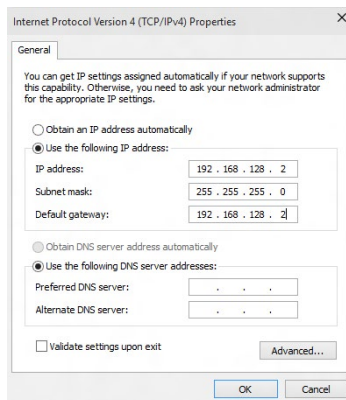 Internet Protocol Version 4 (TCP/IPv4) Properties
General
You can get IP settings assigned automatically if your network supports
this capability. Otherwise, you need to ask your network administrator
for the appropriate IP settings.
Obtain an IP address automatically
Use the following IP address:
IP address: 192 . 168 . 128 . 2
Subnet mask: 255 . 255 . 255 . 0
Default gateway: 192 . 168 . 128 . 2
Obtain DNS server address automatically
Use the following DNS server addresses:
Preferred DNS server: . . .
Alternate DNS server: . . .
Validate settings upon exit
Advanced...
OK Cancel